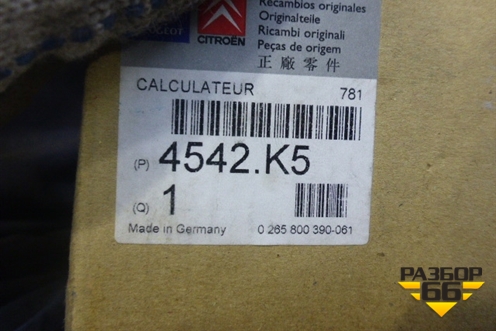 Recambios originales
Originalteile
Ricambi originali
Peças de origem
正廠零件
CITROËN
CALCULATEUR 781
(P) 4542.K5
(Q) 1
Made in Germany 0 265 800 390-061
РАЗБОР
66